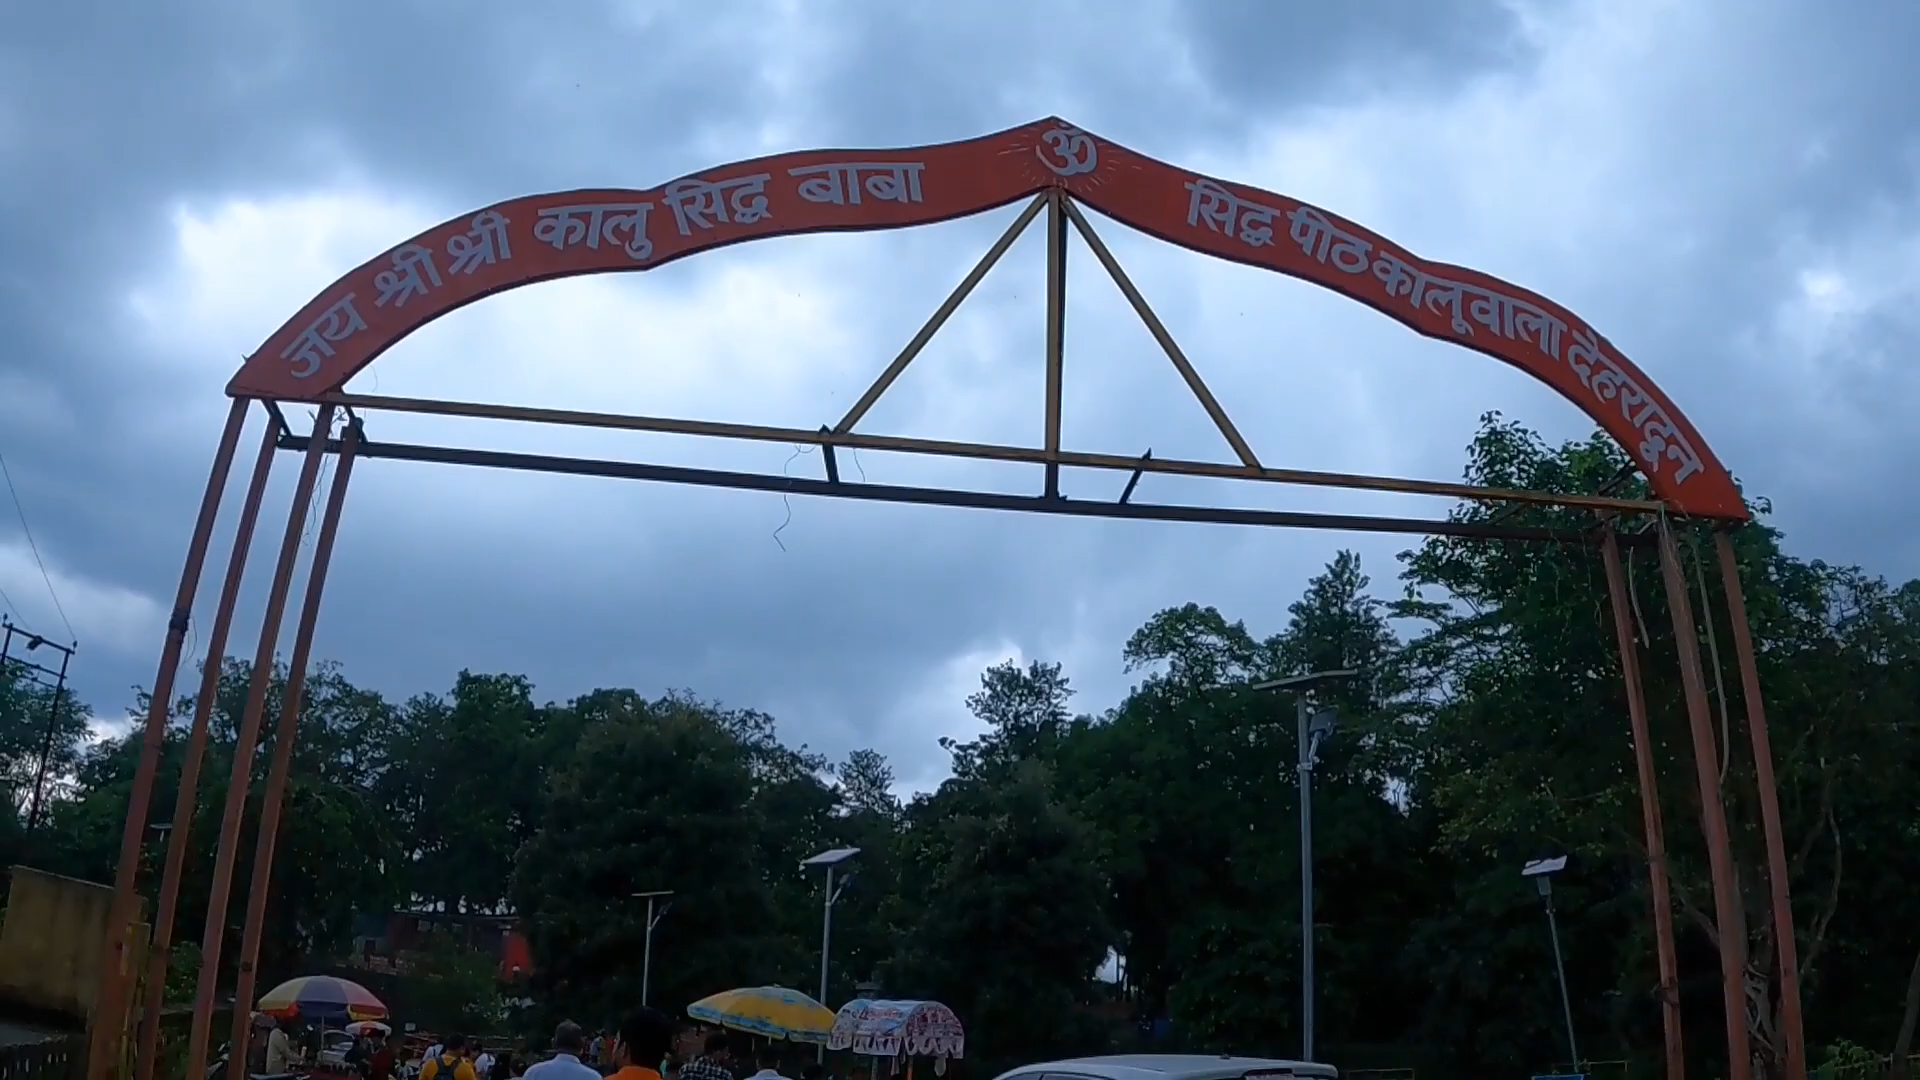 जय श्री श्री कालु सिद्ध बाबा ॐ सिद्ध पीठ कालूवाला देहरादून